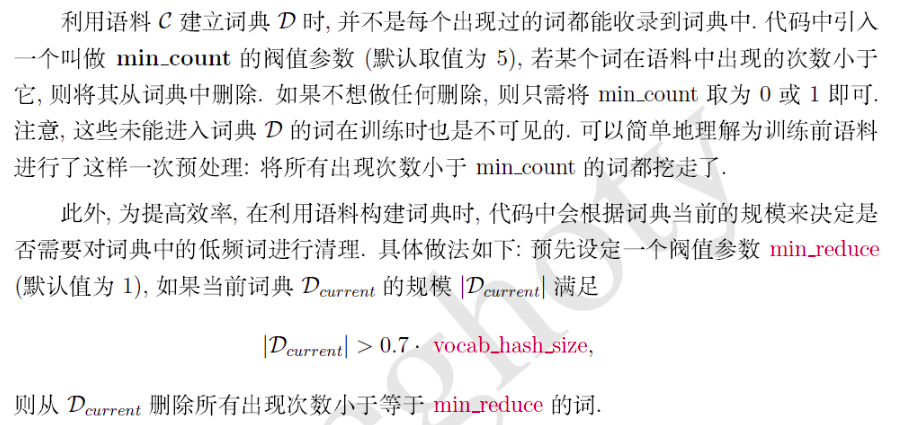 利用语料 C 建立词典 D 时, 并不是每个出现过的词都能收录到词典中. 代码中引入
一个叫做 min_count 的阀值参数 (默认取值为 5), 若某个词在语料中出现的次数小于
它, 则将其从词典中删除. 如果不想做任何删除, 则只需将 min_count 取为 0 或 1 即可.
注意, 这些未能进入词典 D 的词在训练时也是不可见的. 可以简单地理解为训练前语料
进行了这样一次预处理: 将所有出现次数小于 min_count 的词都挖走了.
此外, 为提高效率, 在利用语料构建词典时, 代码中会根据词典当前的规模来决定是
否需要对词典中的低频词进行清理. 具体做法如下: 预先设定一个阀值参数 min_reduce
(默认值为 1), 如果当前词典 D_current 的规模 |D_current| 满足
|D_current| > 0.7 · vocab_hash_size,
则从 D_current 删除所有出现次数小于等于 min_reduce 的词.